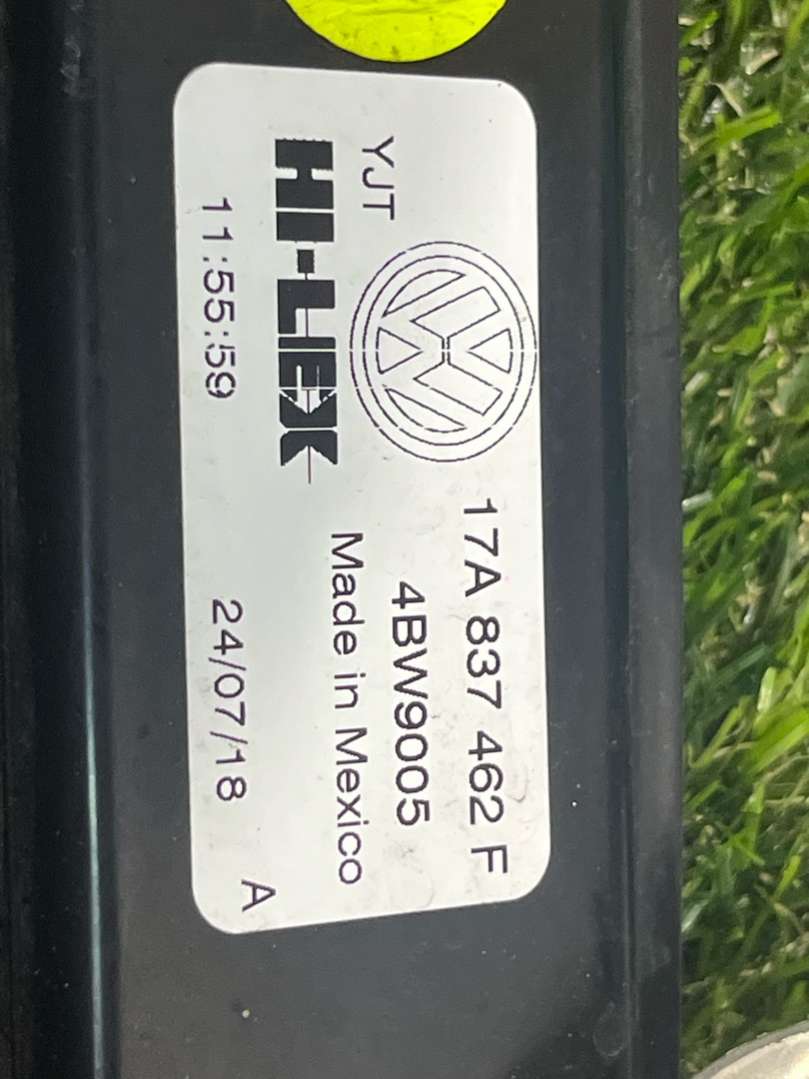 YJT
17A 837 462 F
4BW9005
HI-LEX
Made in Mexico
11:55:59
24/07/18
A